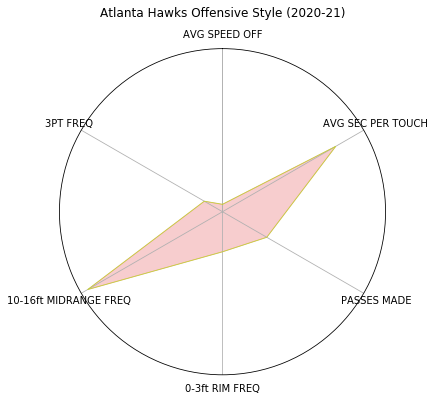 Atlanta Hawks Offensive Style (2020-21)
AVG SPEED OFF
3PT FREQ
AVG SEC PER TOUCH
10-16ft MIDRANGE FREQ
PASSES MADE
0-3ft RIM FREQ